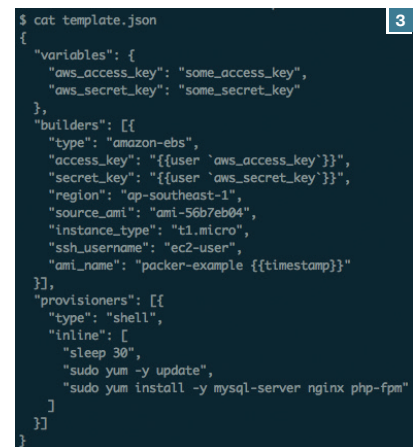 $ cat template.json
3
{
  "variables": {
    "aws_access_key": "some_access_key",
    "aws_secret_key": "some_secret_key"
  },
  "builders": [{
    "type": "amazon-ebs",
    "access_key": "{{user `aws_access_key`}}",
    "secret_key": "{{user `aws_secret_key`}}",
    "region": "ap-southeast-1",
    "source_ami": "ami-56b7eb04",
    "instance_type": "t1.micro",
    "ssh_username": "ec2-user",
    "ami_name": "packer-example {{timestamp}}"
  }],
  "provisioners": [{
    "type": "shell",
    "inline": [
      "sleep 30",
      "sudo yum -y update",
      "sudo yum install -y mysql-server nginx php-fpm"
    ]
  }]
}